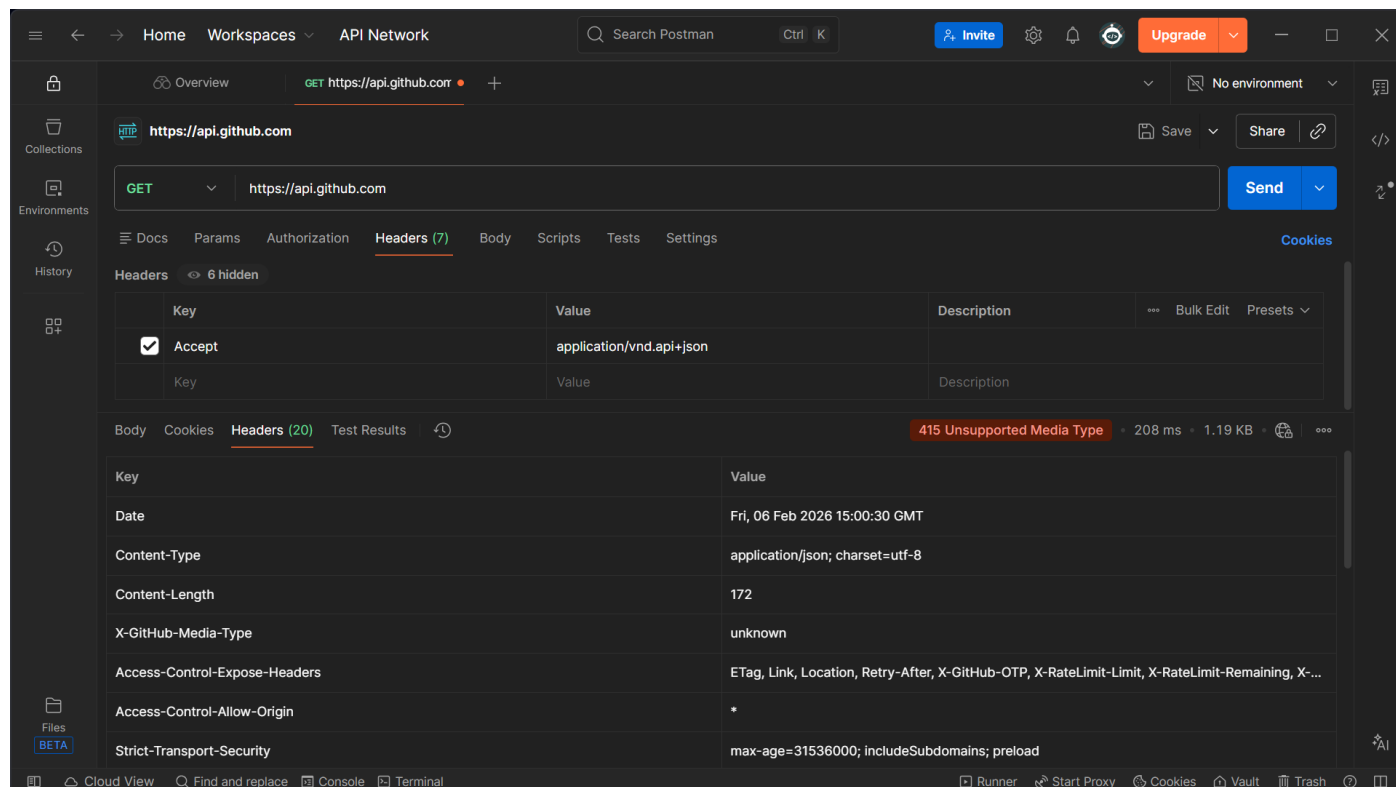 Home Workspaces API Network Search Postman Ctrl K Invite Upgrade
Overview GET https://api.github.com No environment
HTTP https://api.github.com Save Share
Collections
GET https://api.github.com Send
Environments
Docs Params Authorization Headers (7) Body Scripts Tests Settings Cookies
History
Headers 6 hidden
Key Value Description Bulk Edit Presets
Accept application/vnd.api+json
Key Value Description
Body Cookies Headers (20) Test Results 415 Unsupported Media Type 208 ms 1.19 KB
Key Value
Date Fri, 06 Feb 2026 15:00:30 GMT
Content-Type application/json; charset=utf-8
Content-Length 172
X-GitHub-Media-Type unknown
Access-Control-Expose-Headers ETag, Link, Location, Retry-After, X-GitHub-OTP, X-RateLimit-Limit, X-RateLimit-Remaining, X-...
Access-Control-Allow-Origin *
Files
BETA
Strict-Transport-Security max-age=31536000; includeSubdomains; preload
AI
Cloud View Find and replace Console Terminal Runner Start Proxy Cookies Vault Trash